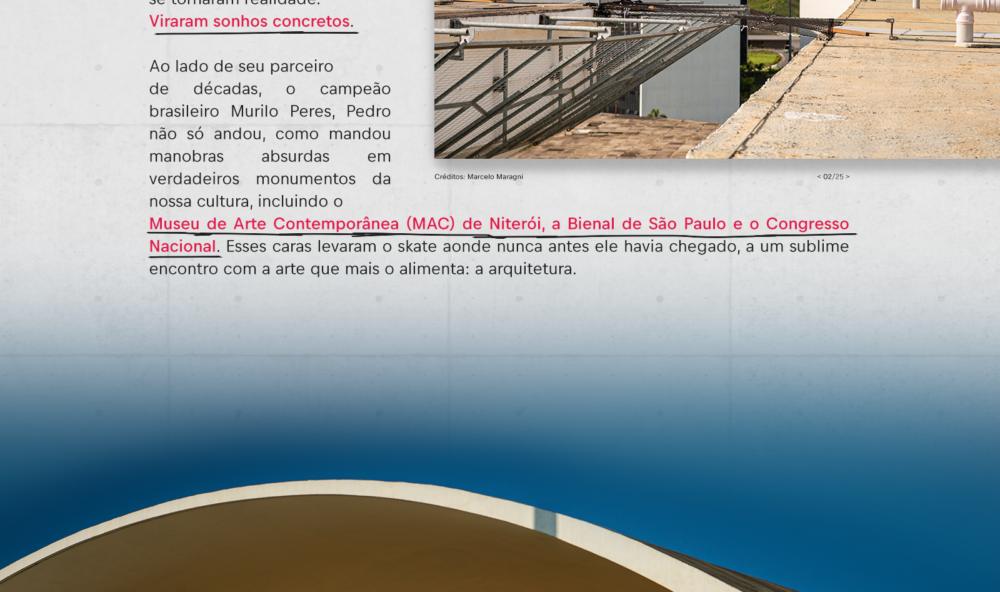 se tornaram realidade.
Viraram sonhos concretos.
Ao lado de seu parceiro
de décadas, o campeão
brasileiro Murilo Peres, Pedro
não só andou, como mandou
manobras absurdas em
verdadeiros monumentos da
nossa cultura, incluindo o
Museu de Arte Contemporânea (MAC) de Niterói, a Bienal de São Paulo e o Congresso
Nacional. Esses caras levaram o skate aonde nunca antes ele havia chegado, a um sublime
encontro com a arte que mais o alimenta: a arquitetura.
Créditos: Marcelo Maragni
< 02/25 >